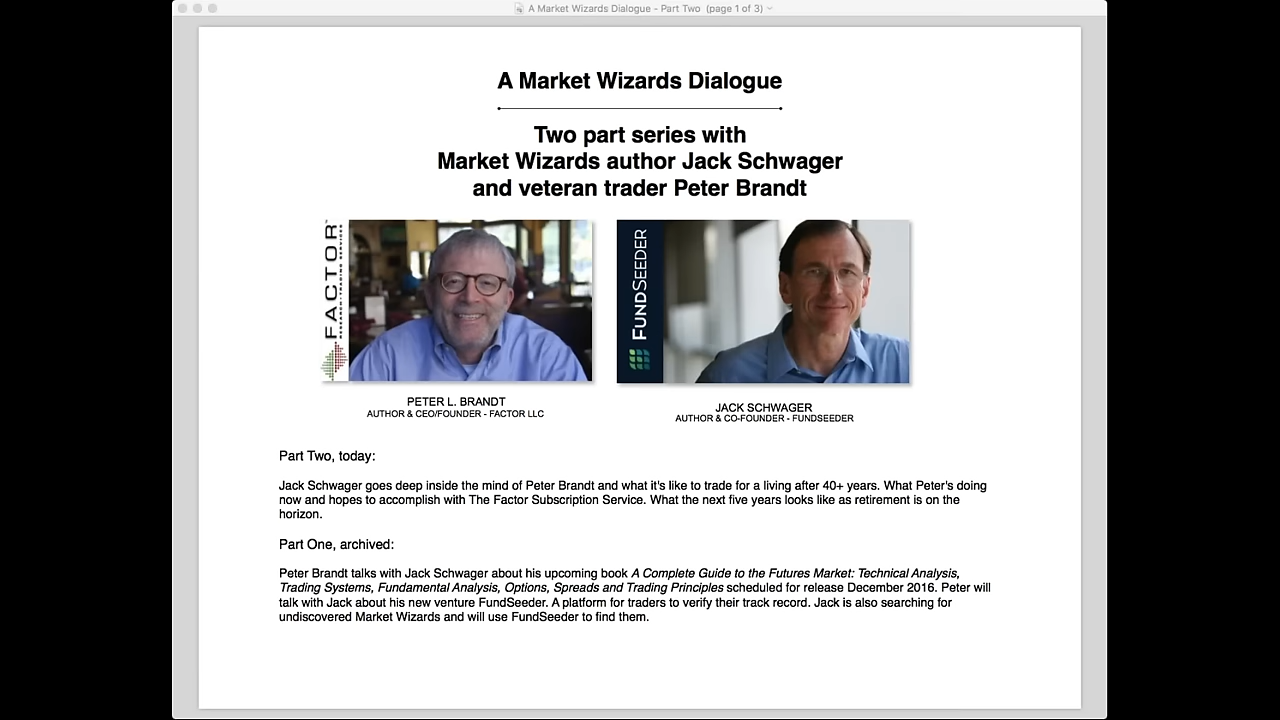 A Market Wizards Dialogue - Part Two (page 1 of 3)
A Market Wizards Dialogue
Two part series with
Market Wizards author Jack Schwager
and veteran trader Peter Brandt
FACTOR
FUNDSEEDER
PETER L. BRANDT
AUTHOR & CEO/FOUNDER - FACTOR LLC
JACK SCHWAGER
AUTHOR & CO-FOUNDER - FUNDSEEDER
Part Two, today:
Jack Schwager goes deep inside the mind of Peter Brandt and what it's like to trade for a living after 40+ years. What Peter's doing
now and hopes to accomplish with The Factor Subscription Service. What the next five years looks like as retirement is on the
horizon.
Part One, archived:
Peter Brandt talks with Jack Schwager about his upcoming book A Complete Guide to the Futures Market: Technical Analysis,
Trading Systems, Fundamental Analysis, Options, Spreads and Trading Principles scheduled for release December 2016. Peter will
talk with Jack about his new venture FundSeeder. A platform for traders to verify their track record. Jack is also searching for
undiscovered Market Wizards and will use FundSeeder to find them.